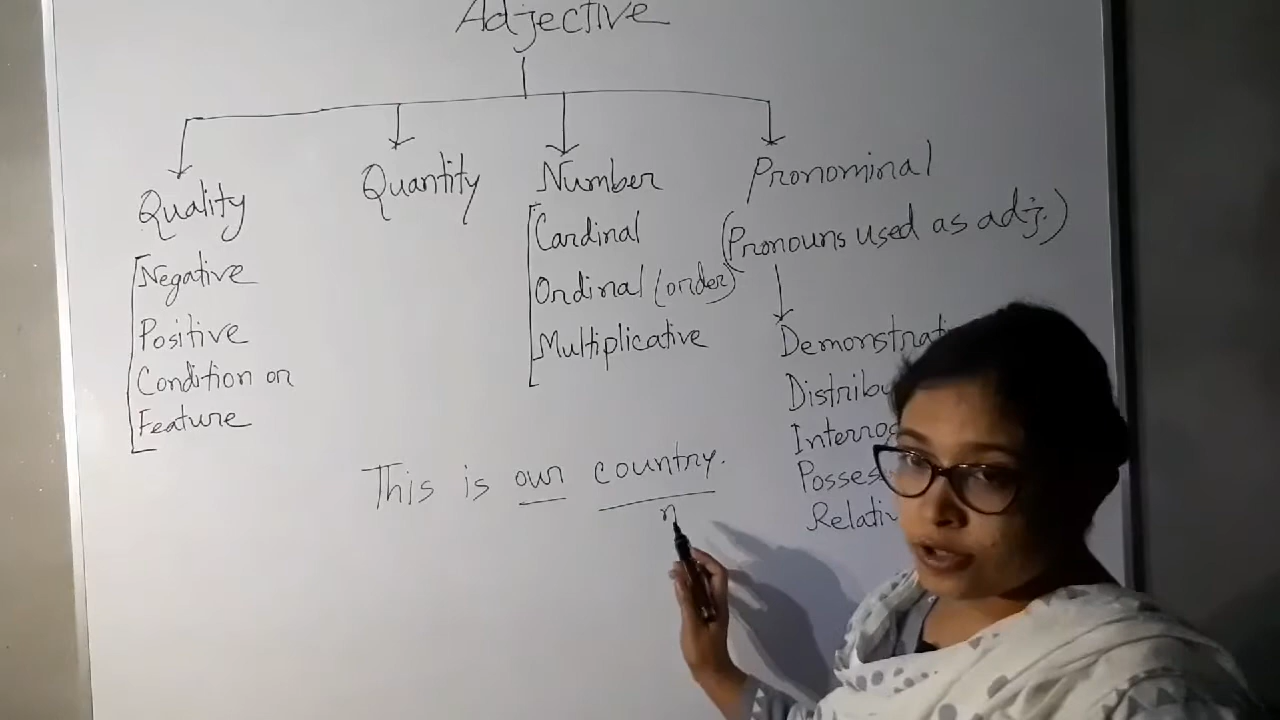 Adjective
Quality
Negative
Positive
Condition or
Feature
Quantity
Number
Cardinal
Ordinal (order)
Multiplicative
Pronominal
(Pronouns used as adj.)
This is our country.
n